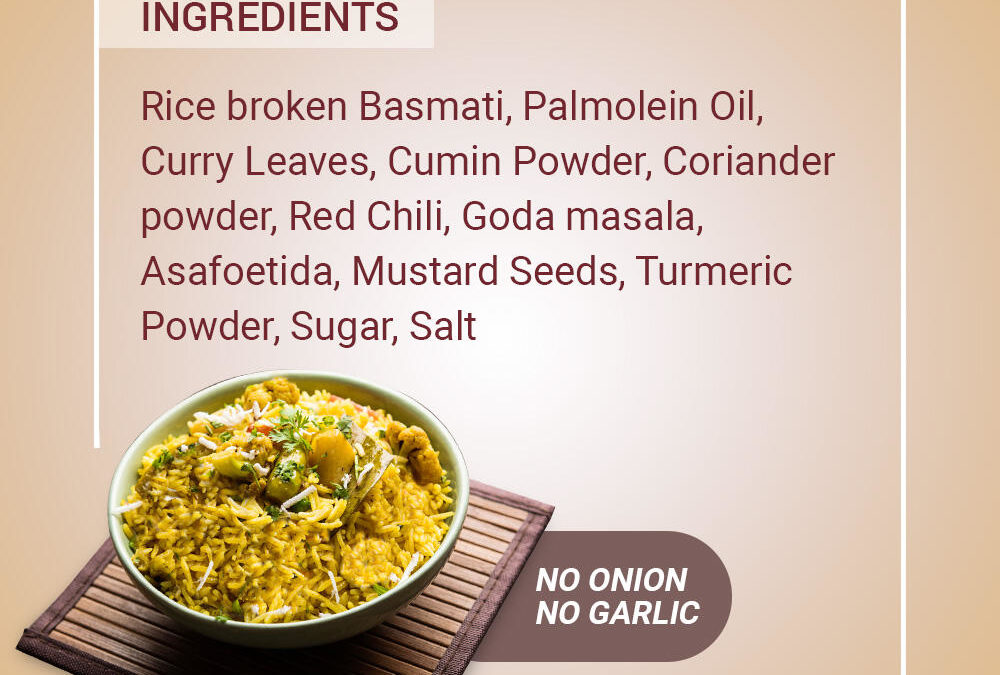 INGREDIENTS
Rice broken Basmati, Palmolein Oil,
Curry Leaves, Cumin Powder, Coriander
powder, Red Chili, Goda masala,
Asafoetida, Mustard Seeds, Turmeric
Powder, Sugar, Salt
NO ONION
NO GARLIC